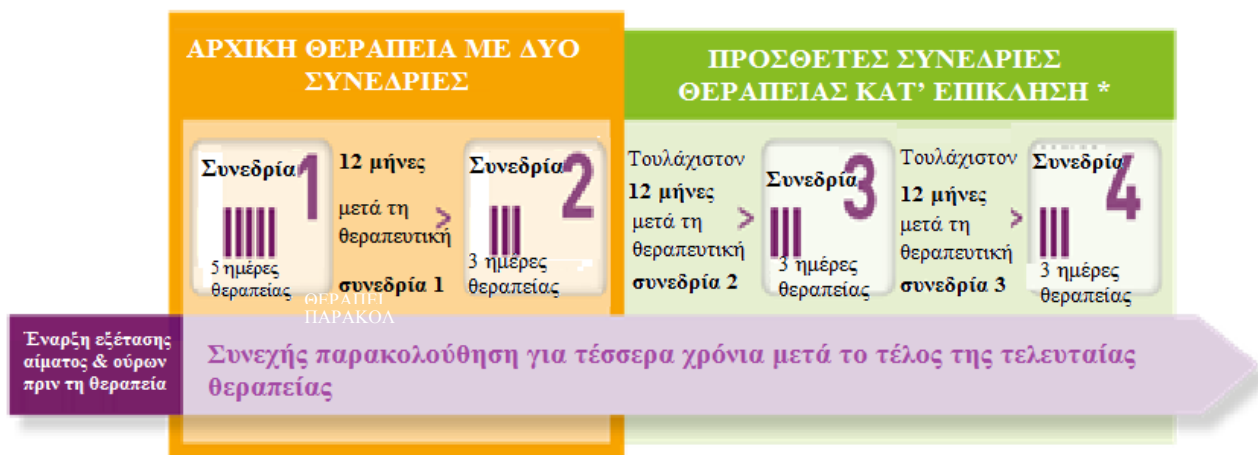 ΑΡΧΙΚΗ ΘΕΡΑΠΕΙΑ ΜΕ ΔΥΟ
ΣΥΝΕΔΡΙΕΣ
ΠΡΟΣΘΕΤΕΣ ΣΥΝΕΔΡΙΕΣ
ΘΕΡΑΠΕΙΑΣ ΚΑΤ’ ΕΠΙΚΛΗΣΗ *
Συνεδρία 1
5 ημέρες
θεραπείας
12 μήνες
μετά τη
θεραπευτική
συνεδρία 1
>
Συνεδρία 2
3 ημέρες
θεραπείας
Τουλάχιστον
12 μήνες
μετά τη
θεραπευτική
συνεδρία 2
>
Συνεδρία 3
3 ημέρες
θεραπείας
Τουλάχιστον
12 μήνες
μετά τη
θεραπευτική
συνεδρία 3
>
Συνεδρία 4
3 ημέρες
θεραπείας
ΘΕΡΑΠΕΙ
ΠΑΡΑΚΟΛ
Έναρξη εξέτασης
αίματος & ούρων
πριν τη θεραπεία
Συνεχής παρακολούθηση για τέσσερα χρόνια μετά το τέλος της τελευταίας
θεραπείας